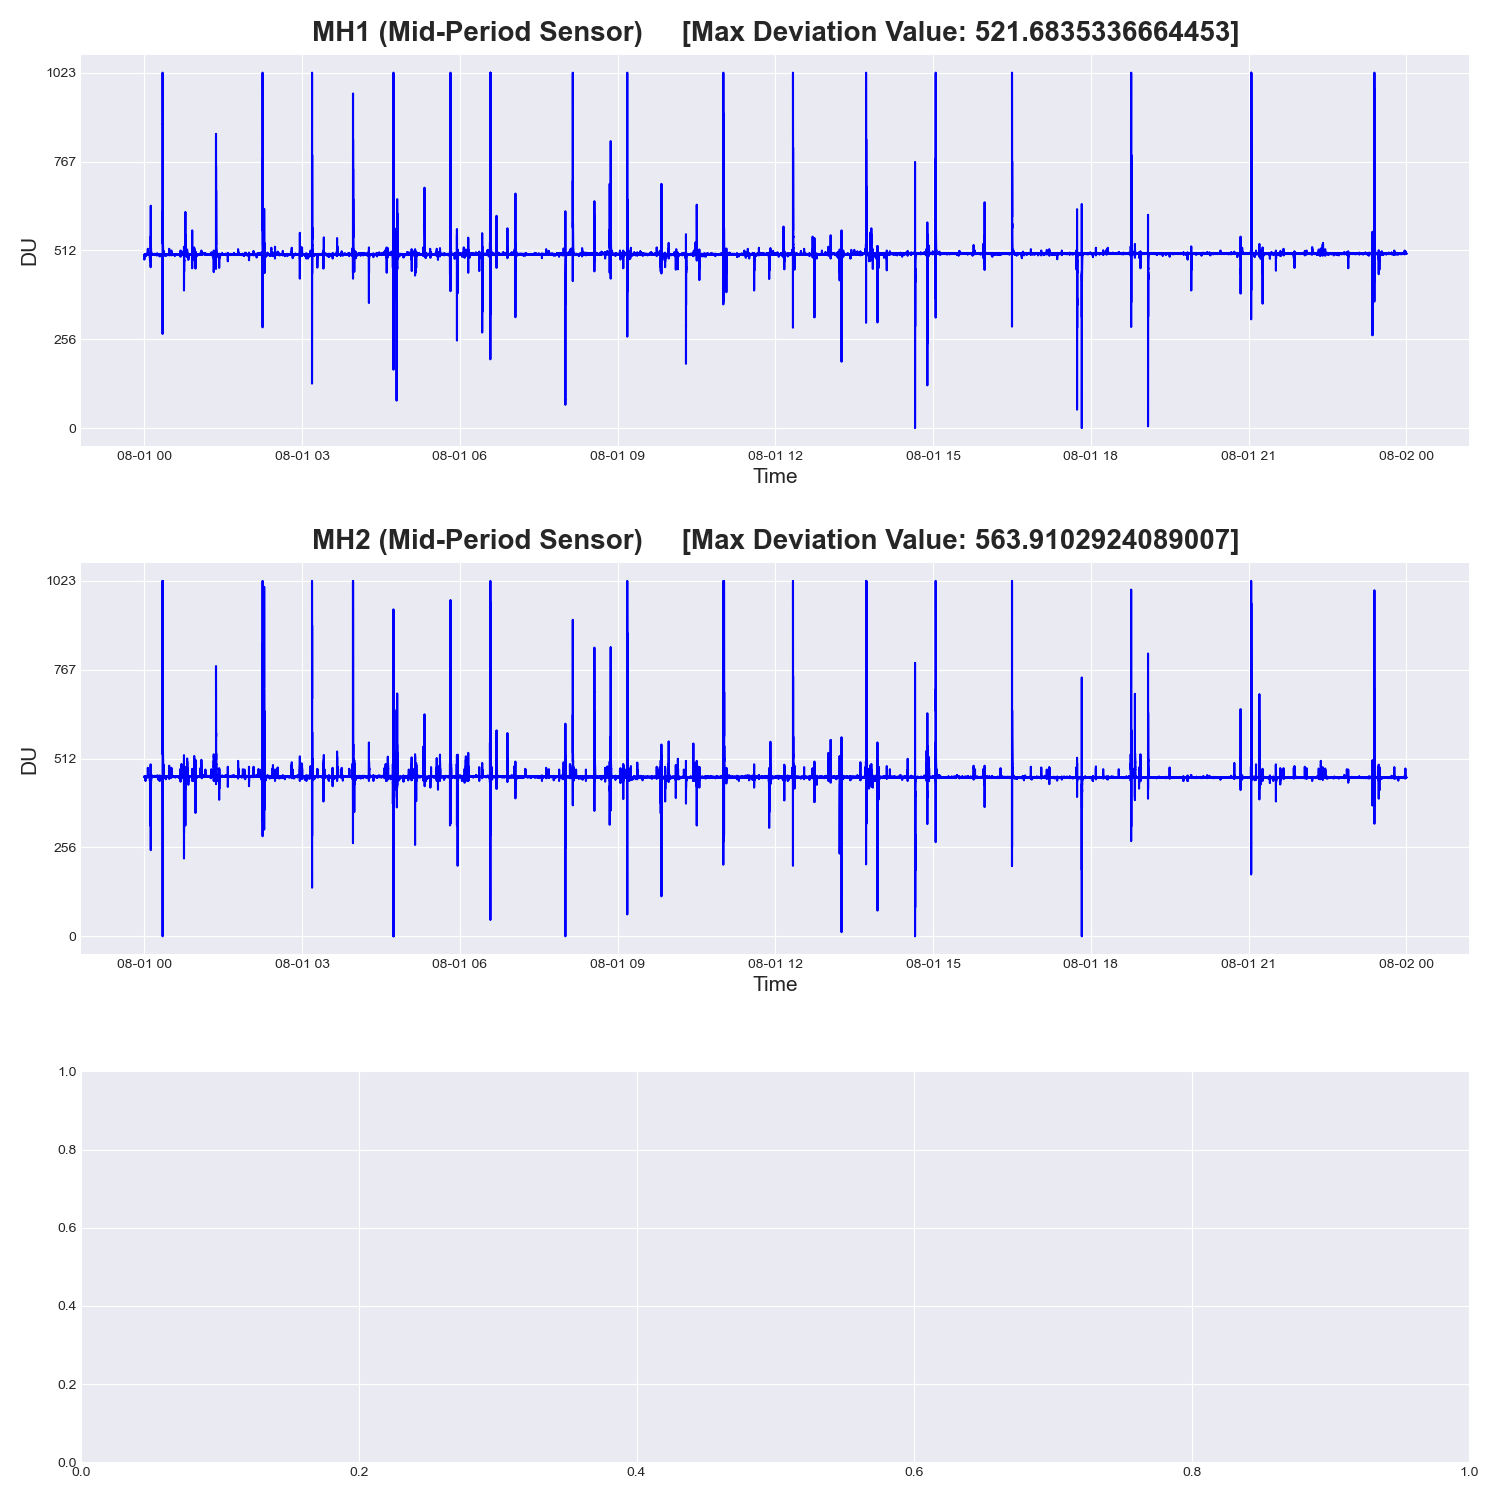 MH1 (Mid-Period Sensor) [Max Deviation Value: 521.6835336664453]
1023
767
512
256
0
DU
08-01 00 08-01 03 08-01 06 08-01 09 08-01 12 08-01 15 08-01 18 08-01 21 08-02 00
Time
MH2 (Mid-Period Sensor) [Max Deviation Value: 563.9102924089007]
1023
767
512
256
0
DU
08-01 00 08-01 03 08-01 06 08-01 09 08-01 12 08-01 15 08-01 18 08-01 21 08-02 00
Time
1.0
0.8
0.6
0.4
0.2
0.0
0.0 0.2 0.4 0.6 0.8 1.0